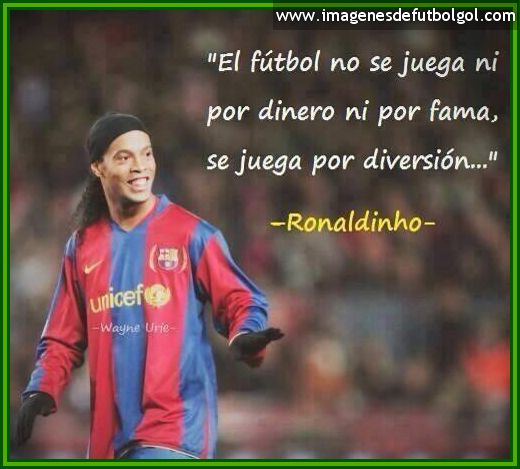 www.imagenesdefutbolgol.com
"El fútbol no se juega ni
por dinero ni por fama,
se juega por diversión..."
–Ronaldinho-
unicef
-Wayne Urie-